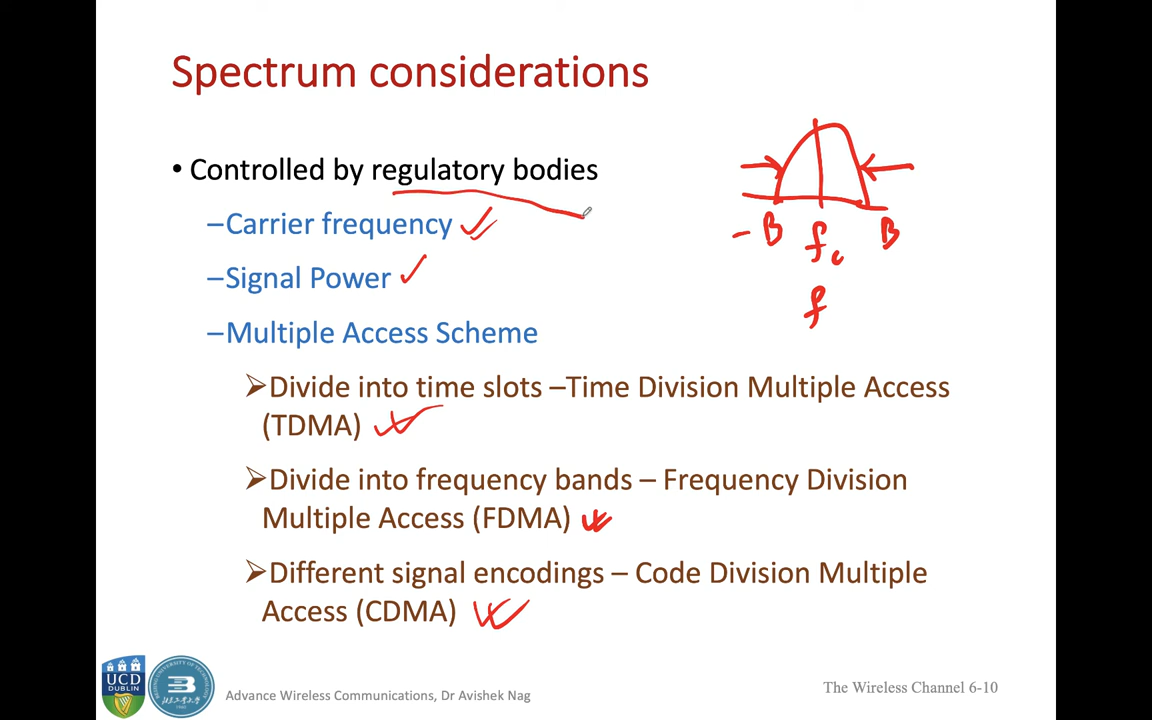 Spectrum considerations
• Controlled by regulatory bodies
–Carrier frequency
–Signal Power
–Multiple Access Scheme
➢Divide into time slots –Time Division Multiple Access
(TDMA)
➢Divide into frequency bands – Frequency Division
Multiple Access (FDMA)
➢Different signal encodings – Code Division Multiple
Access (CDMA)
- B fc B
f
UCD
DUBLIN
Advance Wireless Communications, Dr Avishek Nag
The Wireless Channel 6-10